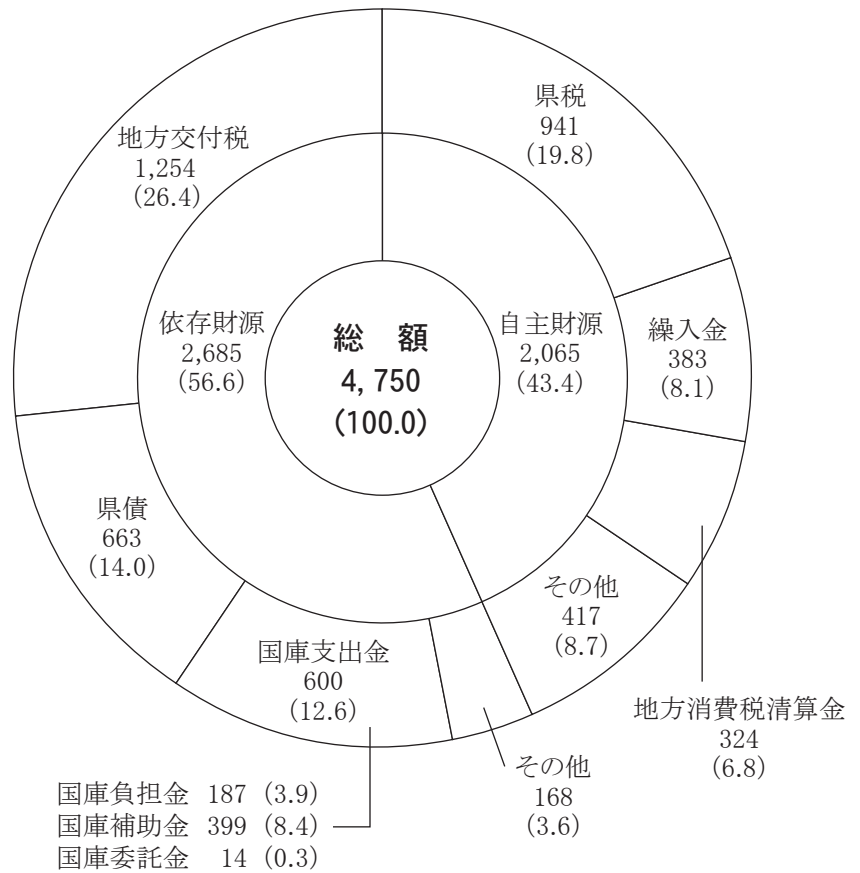 県税
941
(19.8)
地方交付税
1,254
(26.4)
依存財源
2,685
(56.6)
総　額
4,750
(100.0)
自主財源
2,065
(43.4)
繰入金
383
(8.1)
県債
663
(14.0)
その他
417
(8.7)
国庫支出金
600
(12.6)
地方消費税清算金
324
(6.8)
その他
168
(3.6)
国庫負担金 187 (3.9)
国庫補助金 399 (8.4)
国庫委託金 14 (0.3)